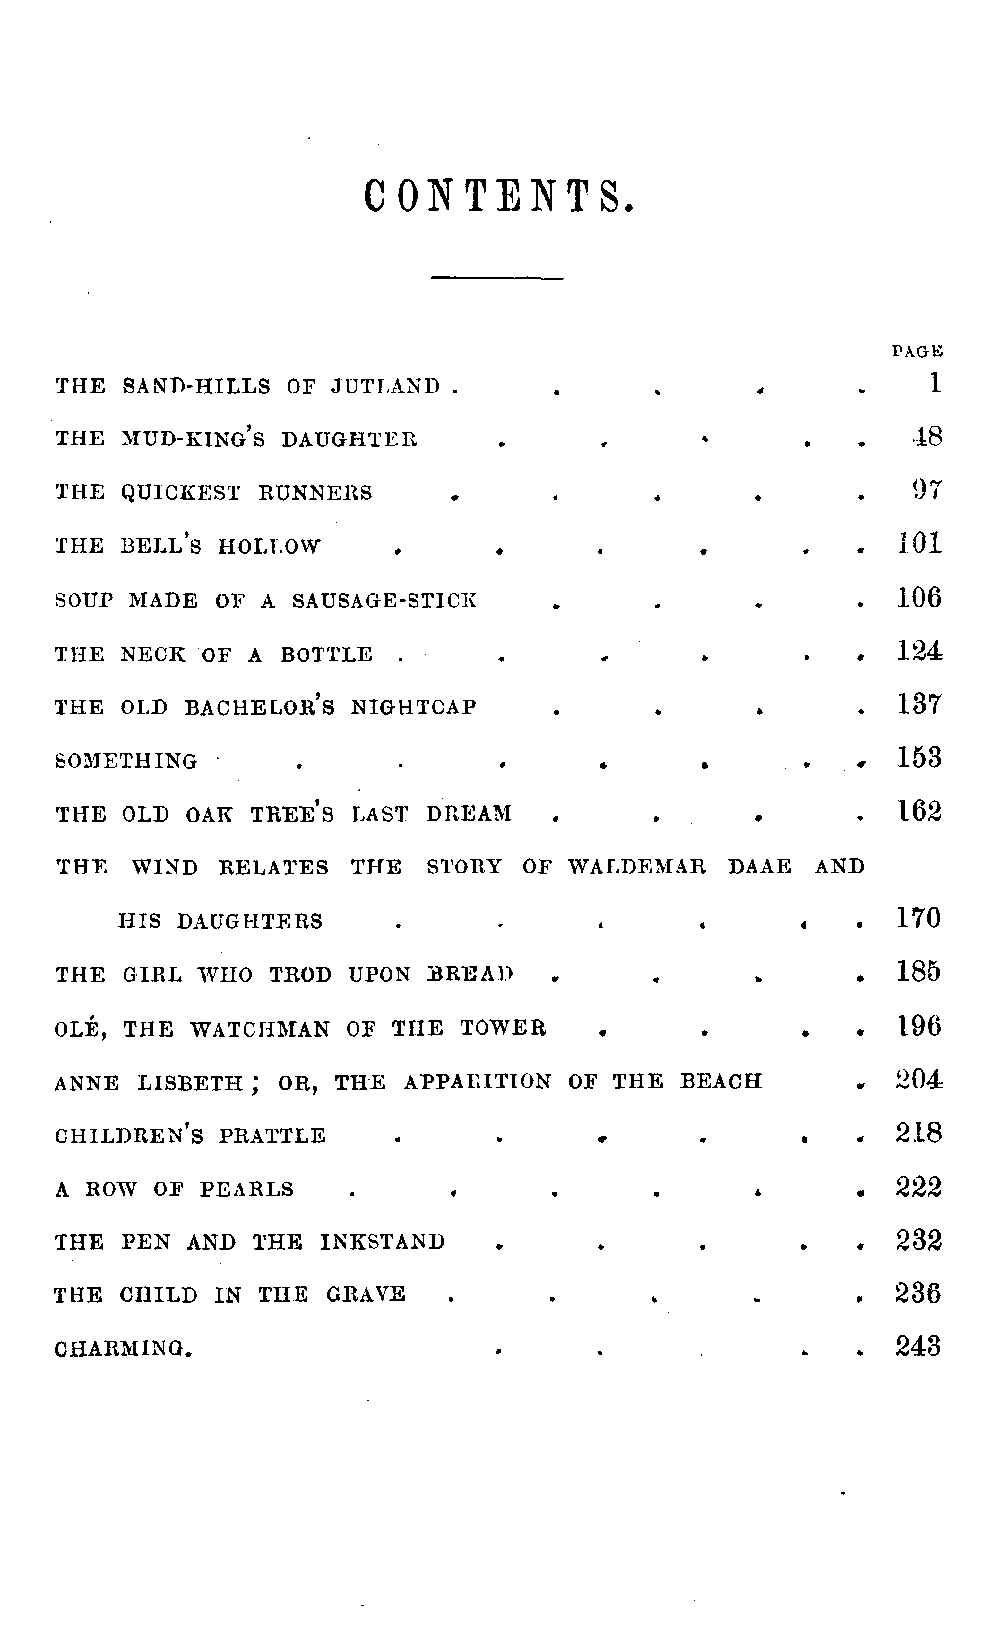 CONTENTS.
PAGE
THE SAND-HILLS OF JUTLAND . . . . . 1
THE MUD-KING'S DAUGHTER . . . . . 48
THE QUICKEST RUNNERS . . . . . 97
THE BELL'S HOLLOW . . . . . . 101
SOUP MADE OF A SAUSAGE-STICK . . . . 106
THE NECK OF A BOTTLE . . . . . . 124
THE OLD BACHELOR'S NIGHTCAP . . . . 137
SOMETHING . . . . . . . 153
THE OLD OAK TREE'S LAST DREAM . . . . 162
THE WIND RELATES THE STORY OF WALDEMAR DAAE AND
HIS DAUGHTERS . . . . . . 170
THE GIRL WHO TROD UPON BREAD . . . . 185
OLÉ, THE WATCHMAN OF THE TOWER . . . . 196
ANNE LISBETH; OR, THE APPARITION OF THE BEACH . 204
CHILDREN'S PRATTLE . . . . . . 218
A ROW OF PEARLS . . . . . . 222
THE PEN AND THE INKSTAND . . . . . 232
THE CHILD IN THE GRAVE . . . . . 236
CHARMING. . . . . . 243